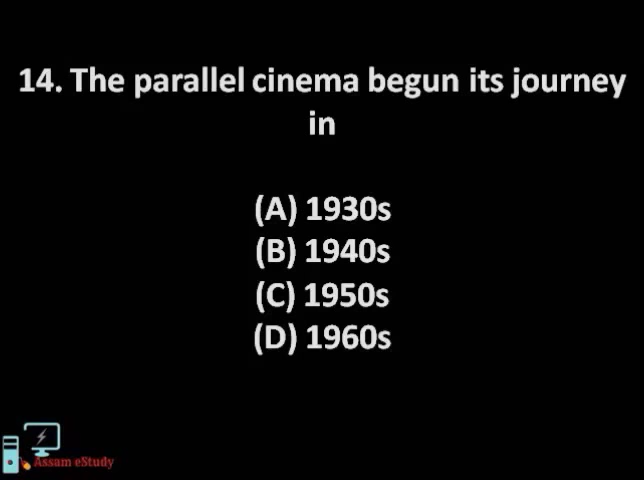 14. The parallel cinema begun its journey
in
(A) 1930s
(B) 1940s
(C) 1950s
(D) 1960s
Assam eStudy